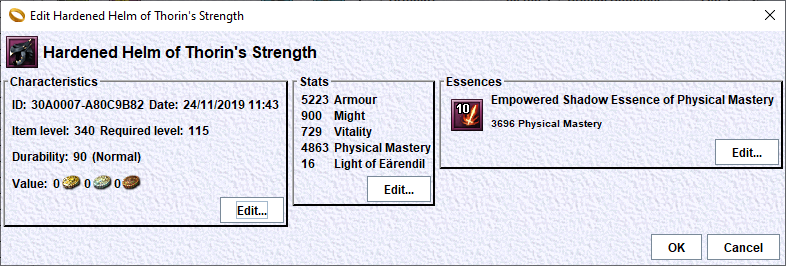 Edit Hardened Helm of Thorin's Strength
Hardened Helm of Thorin's Strength
Characteristics
ID: 30A0007-A80C9B82 Date: 24/11/2019 11:43
Item level: 340 Required level: 115
Durability: 90 (Normal)
Value: 0 0 0
Edit...
Stats
5223 Armour
900 Might
729 Vitality
4863 Physical Mastery
16 Light of Eärendil
Edit...
Essences
10
Empowered Shadow Essence of Physical Mastery
3696 Physical Mastery
Edit...
OK Cancel